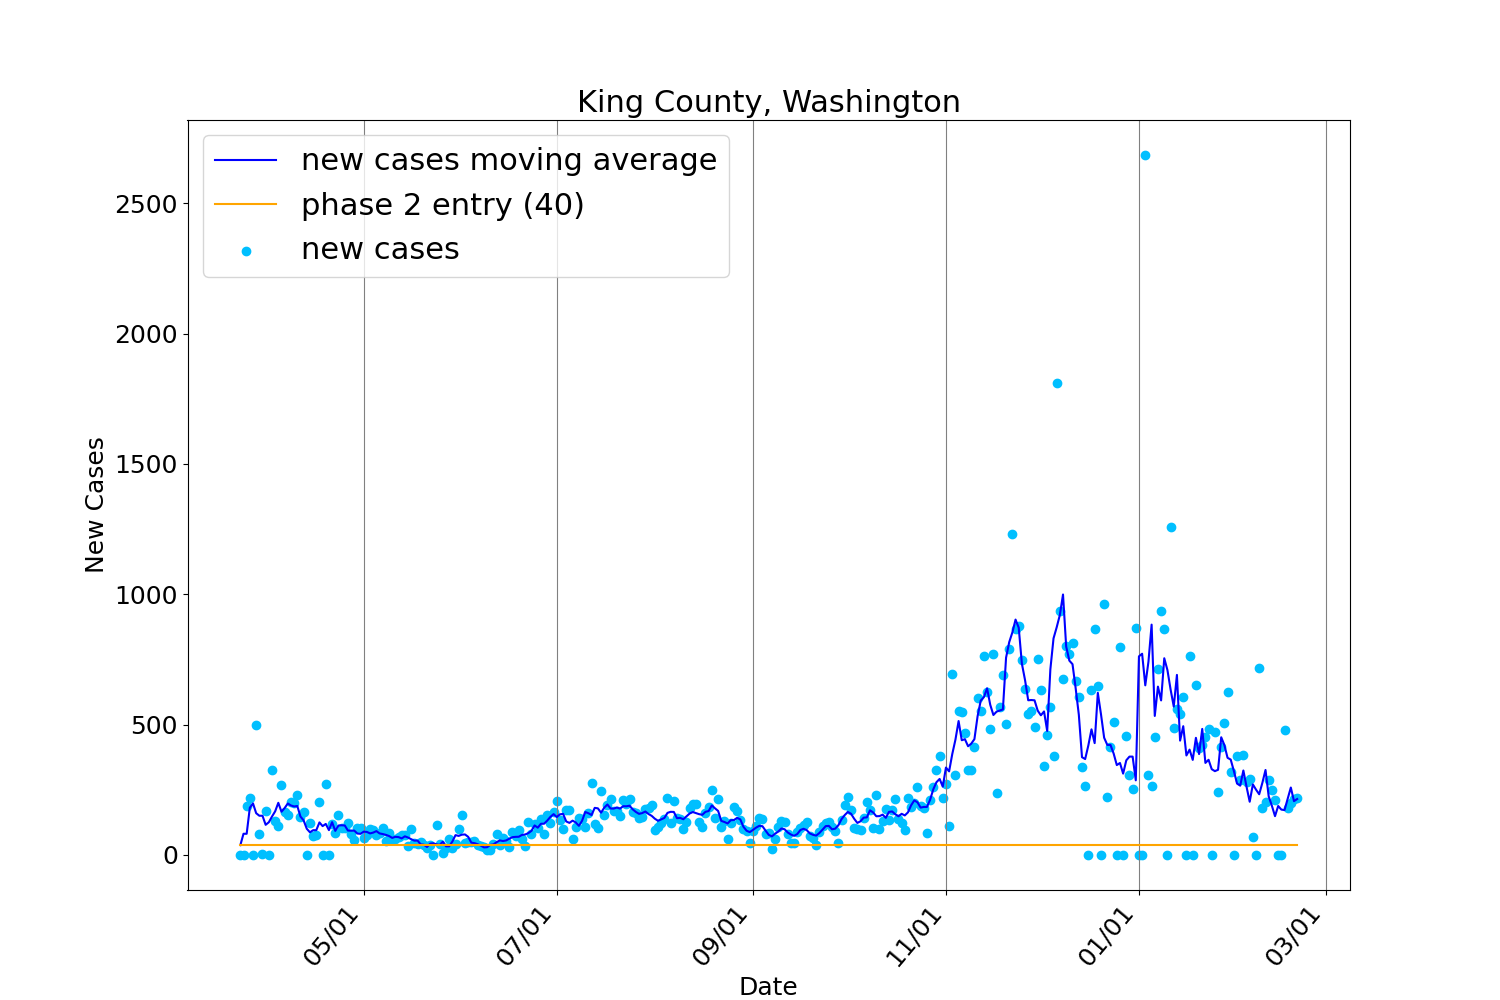 King County, Washington
new cases moving average
phase 2 entry (40)
new cases
2500
2000
1500
1000
500
0
New Cases
05/01
07/01
09/01
11/01
01/01
03/01
Date